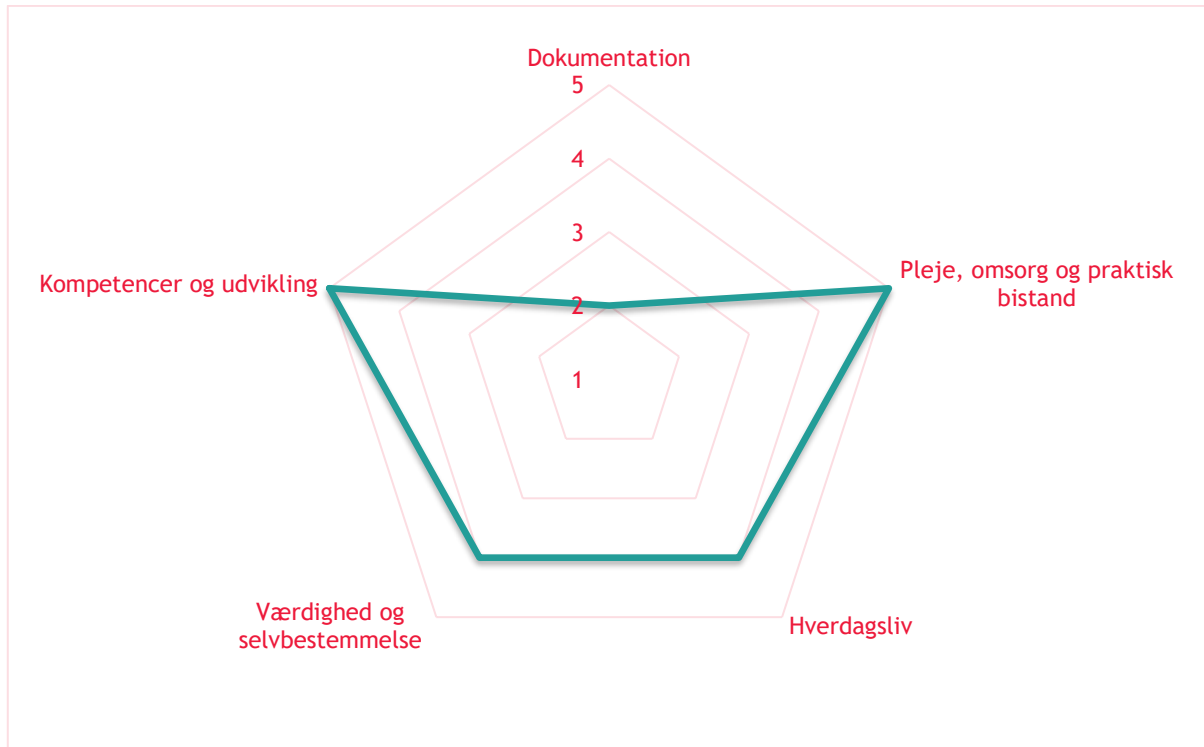 Dokumentation
5
4
3
2
1
Pleje, omsorg og praktisk
bistand
Hverdagsliv
Værdighed og
selvbestemmelse
Kompetencer og udvikling